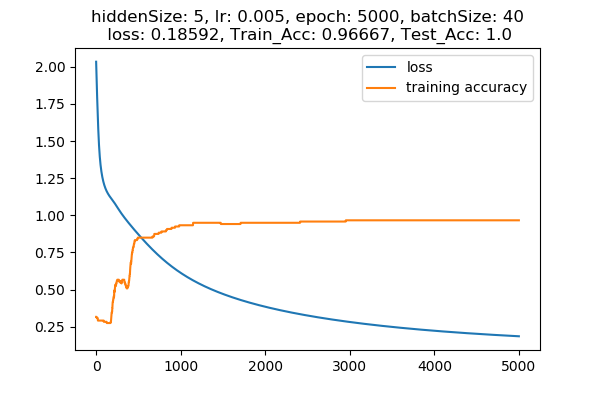 hiddenSize: 5, lr: 0.005, epoch: 5000, batchSize: 40
loss: 0.18592, Train_Acc: 0.96667, Test_Acc: 1.0
loss
training accuracy
2.00
1.75
1.50
1.25
1.00
0.75
0.50
0.25
0 1000 2000 3000 4000 5000